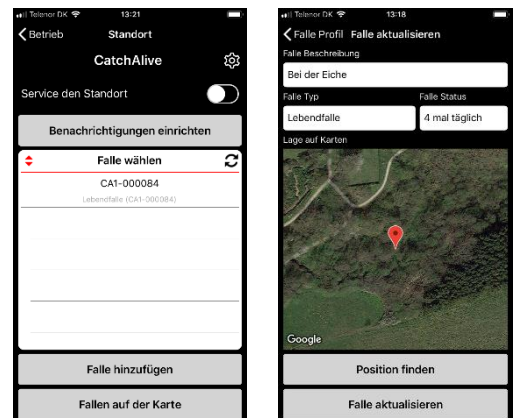 Telenor DK 13:21
Betrieb Standort
CatchAlive
Service den Standort
Benachrichtigungen einrichten
Falle wählen
CA1-000084
Lebendfalle (CA1-000084)
Falle hinzufügen
Fallen auf der Karte
Telenor DK 13:18
Falle Profil Falle aktualisieren
Falle Beschreibung
Bei der Eiche
Falle Typ Falle Status
Lebendfalle 4 mal täglich
Lage auf Karten
Google
Position finden
Falle aktualisieren